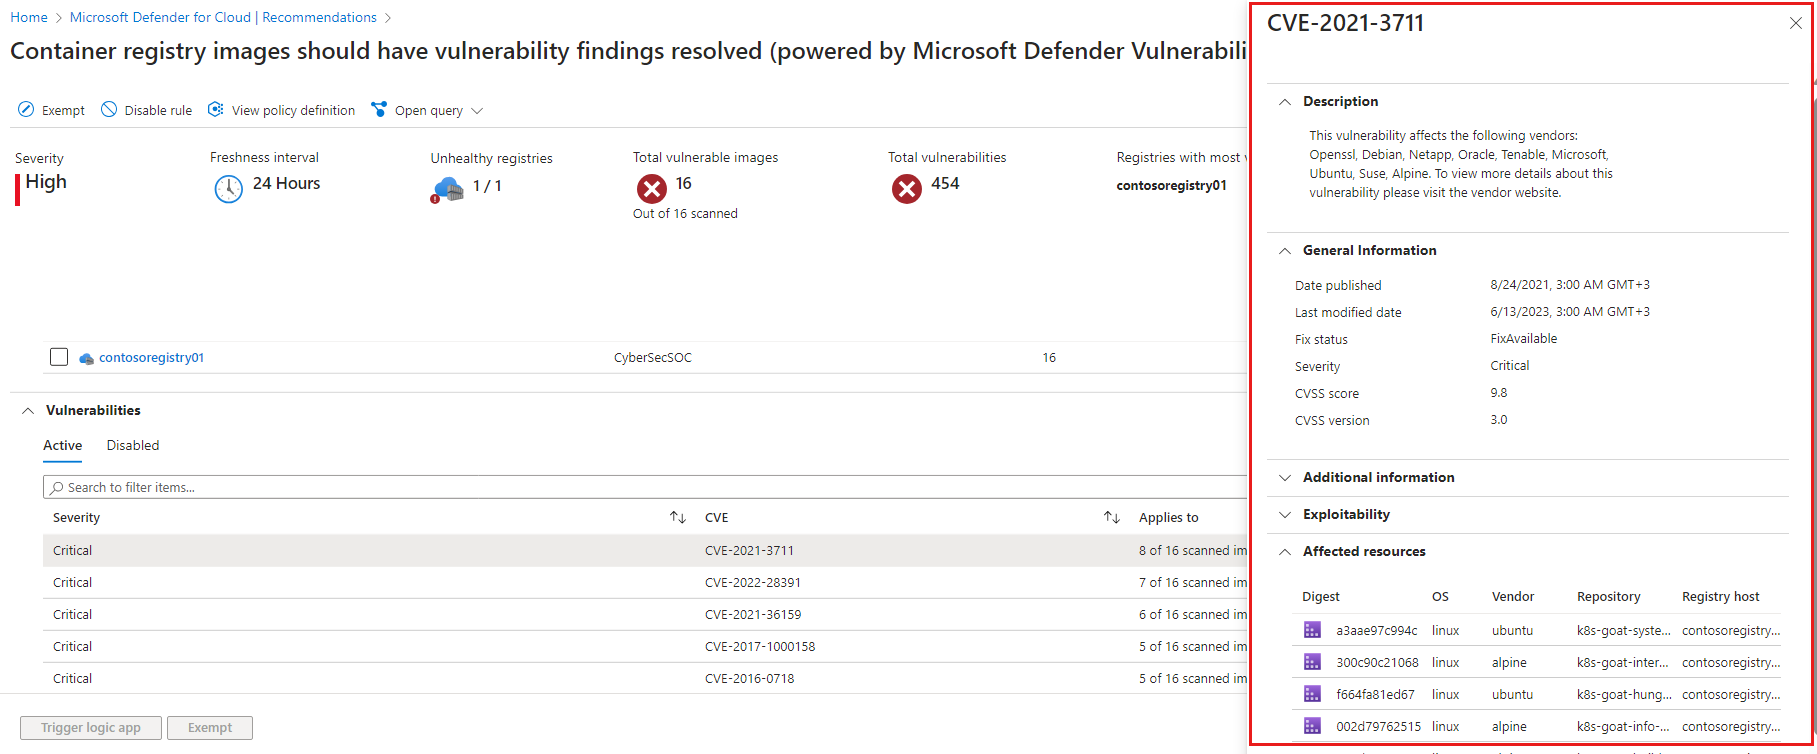 Home > Microsoft Defender for Cloud | Recommendations >
Container registry images should have vulnerability findings resolved (powered by Microsoft Defender Vulnerabili
Exempt Disable rule View policy definition Open query
Severity
High
Freshness interval
24 Hours
Unhealthy registries
1 / 1
Total vulnerable images
16
Out of 16 scanned
Total vulnerabilities
454
Registries with most v
contosoregistry01
contosoregistry01 CyberSecSOC 16
Vulnerabilities
Active Disabled
Search to filter items...
Severity CVE Applies to
Critical CVE-2021-3711 8 of 16 scanned im
Critical CVE-2022-28391 7 of 16 scanned im
Critical CVE-2021-36159 6 of 16 scanned im
Critical CVE-2017-1000158 5 of 16 scanned im
Critical CVE-2016-0718 5 of 16 scanned im
Trigger logic app Exempt
CVE-2021-3711
Description
This vulnerability affects the following vendors:
Openssl, Debian, Netapp, Oracle, Tenable, Microsoft,
Ubuntu, Suse, Alpine. To view more details about this
vulnerability please visit the vendor website.
General Information
Date published 8/24/2021, 3:00 AM GMT+3
Last modified date 6/13/2023, 3:00 AM GMT+3
Fix status FixAvailable
Severity Critical
CVSS score 9.8
CVSS version 3.0
Additional information
Exploitability
Affected resources
Digest OS Vendor Repository Registry host
a3aae97c994c linux ubuntu k8s-goat-syste... contosoregistry...
300c90c21068 linux alpine k8s-goat-inter... contosoregistry...
f664fa81ed67 linux ubuntu k8s-goat-hung... contosoregistry...
002d79762515 linux alpine k8s-goat-info-... contosoregistry...